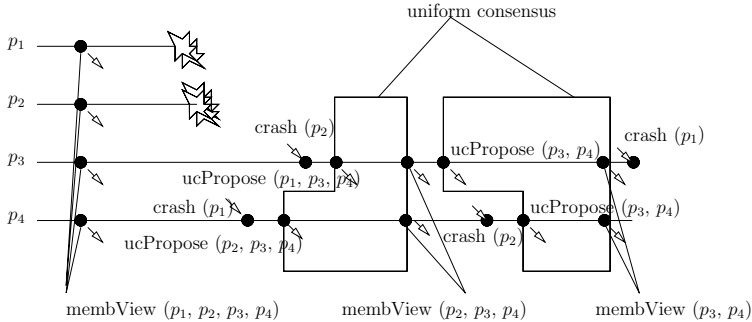 uniform consensus
p1
p2
crash (p2)
crash (p1)
ucPropose (p3, p4)
p3
ucPropose (p1, p3, p4)
crash (p1)
ucPropose (p3, p4)
p4
ucPropose (p2, p3, p4)
crash (p2)
membView (p1, p2, p3, p4)
membView (p2, p3, p4)
membView (p3, p4)